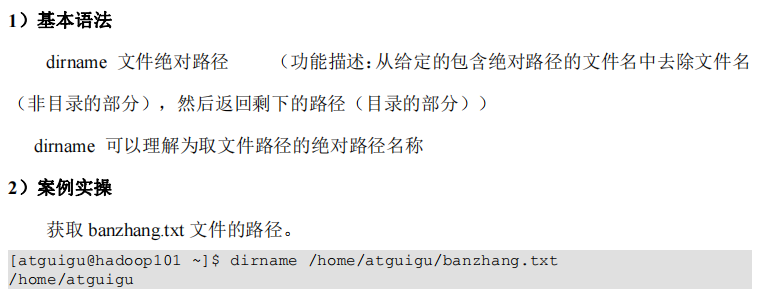 1）基本语法
dirname 文件绝对路径 （功能描述：从给定的包含绝对路径的文件名中去除文件名
（非目录的部分），然后返回剩下的路径（目录的部分））
dirname 可以理解为取文件路径的绝对路径名称
2）案例实操
获取 banzhang.txt 文件的路径。
[atguigu@hadoop101 ~]$ dirname /home/atguigu/banzhang.txt
/home/atguigu